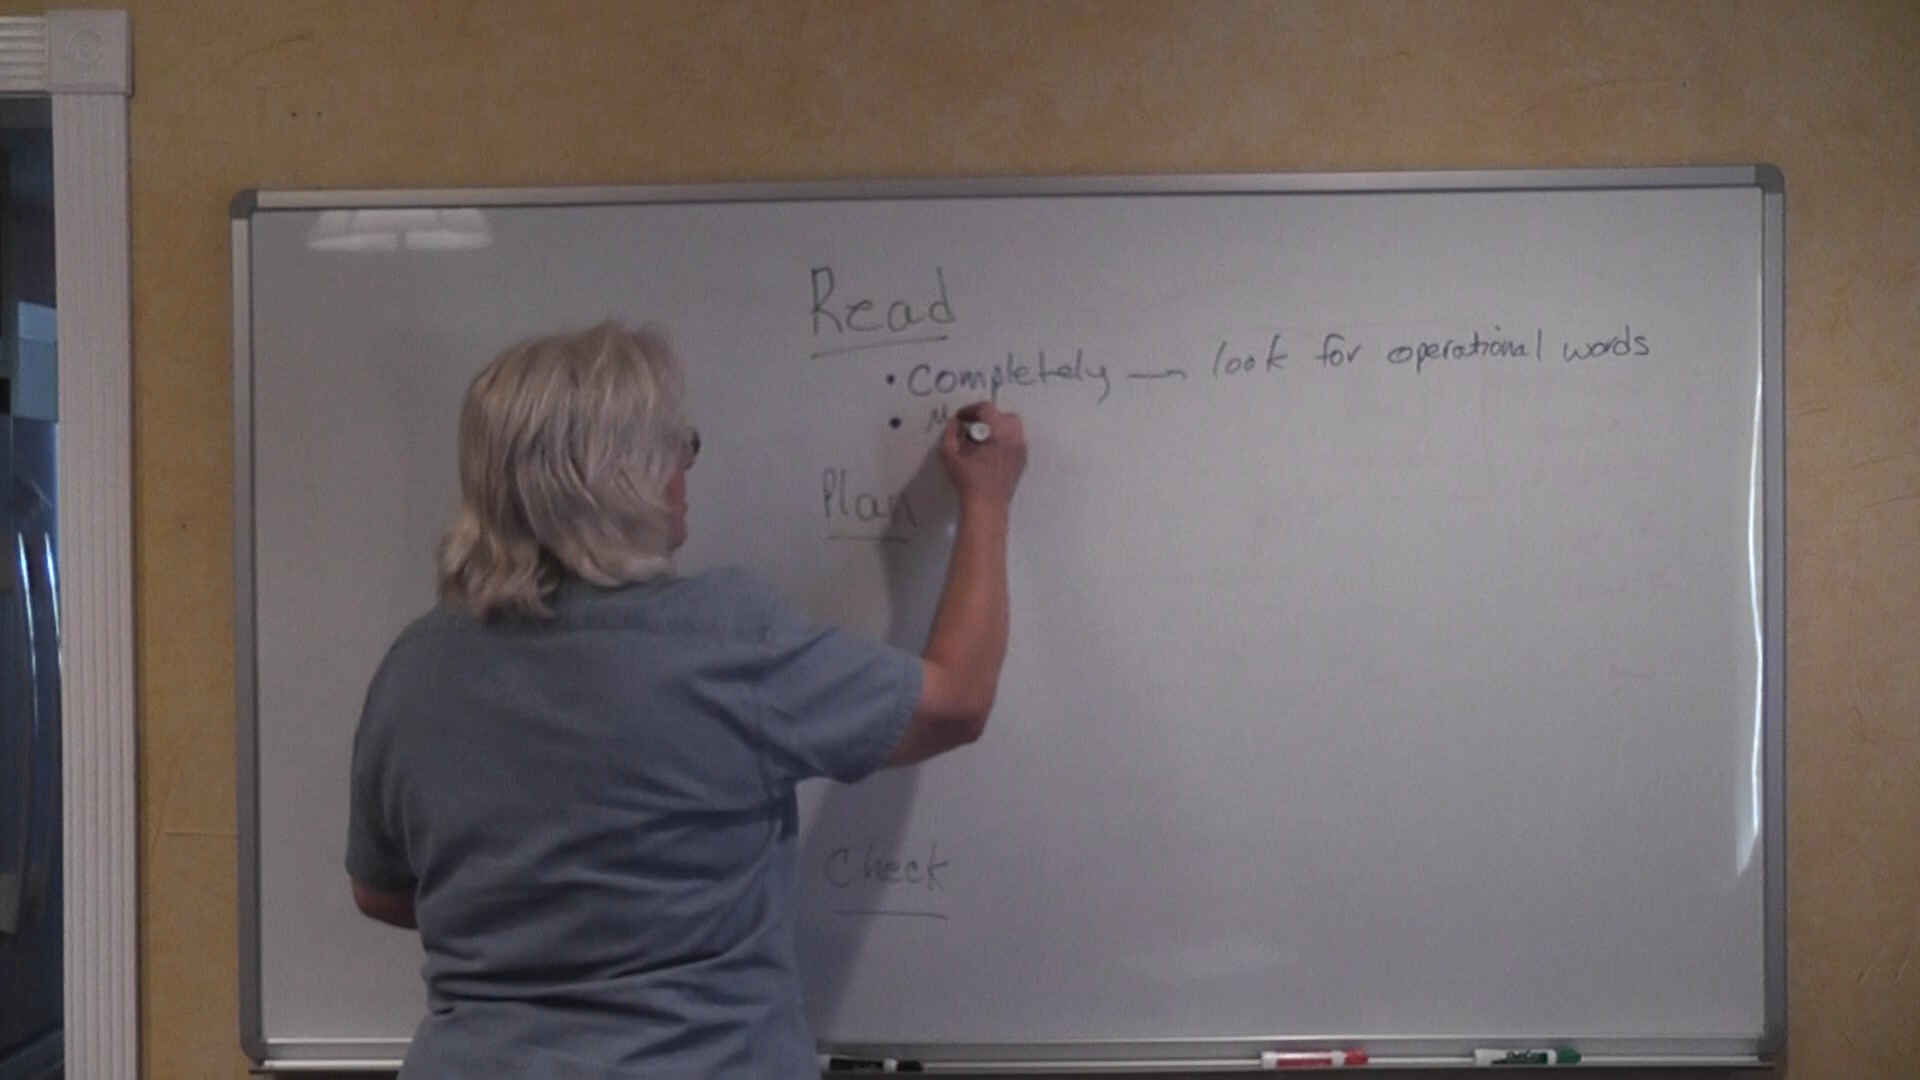 Read
• Completely — look for operational words
•
Plan
Check